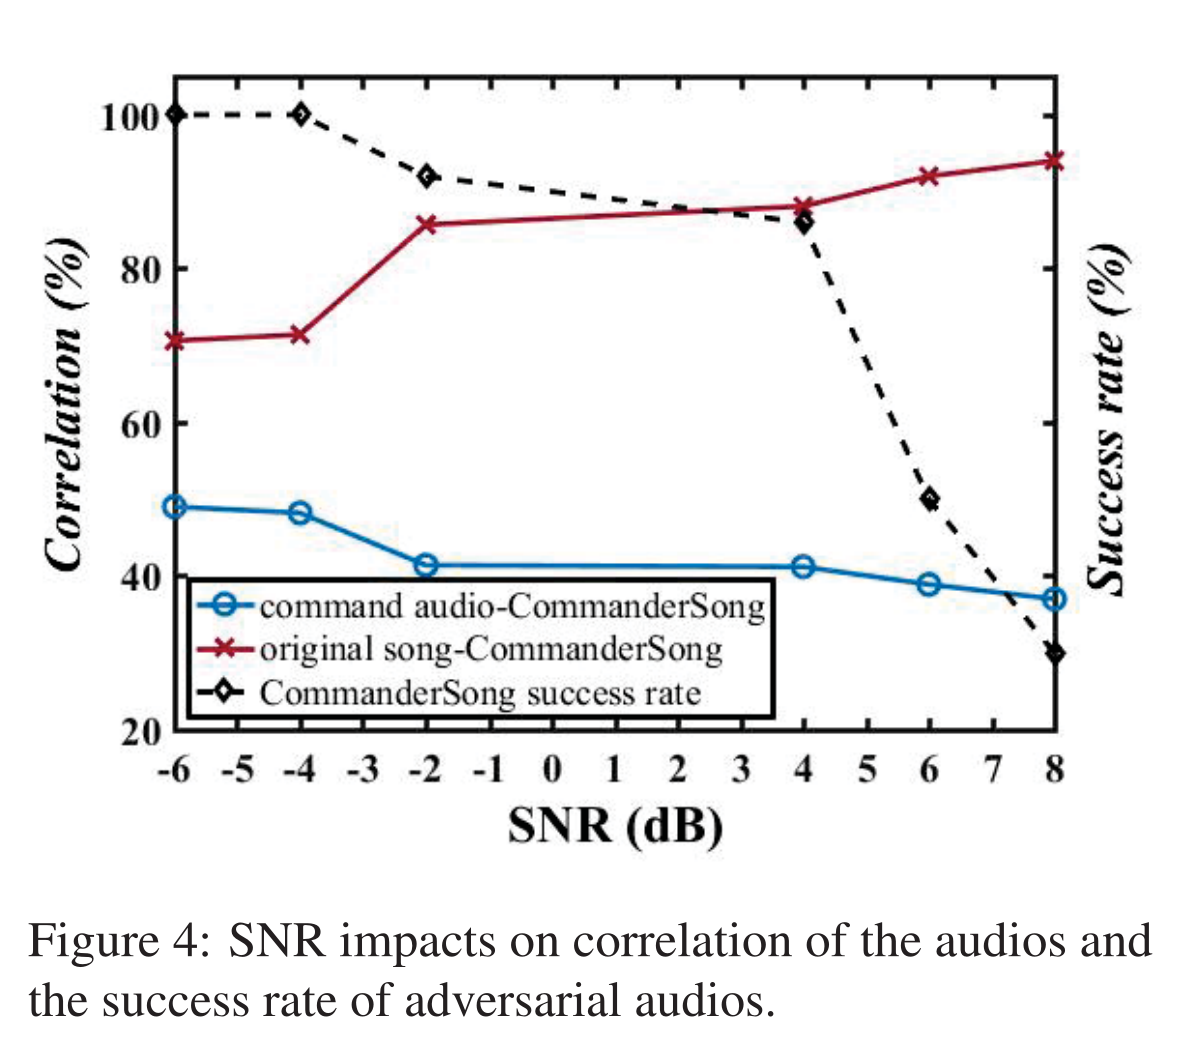 100
80
60
40
20
Correlation (%)
Success rate (%)
command audio-CommanderSong
original song-CommanderSong
CommanderSong success rate
-6 -5 -4 -3 -2 -1 0 1 2 3 4 5 6 7 8
SNR (dB)
Figure 4: SNR impacts on correlation of the audios and
the success rate of adversarial audios.